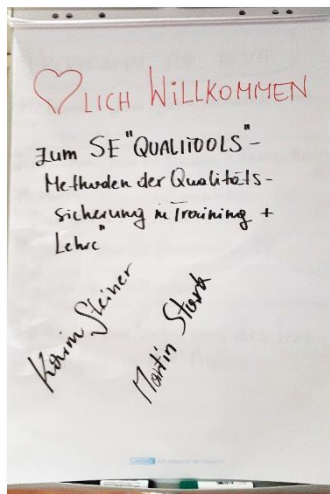 ♡LICH WILLKOMMEN
zum SE "QUALITOOLS"-
Methoden der Qualitäts-
sicherung in Training +
Lehre"
Karin Steiner
Martin Stark